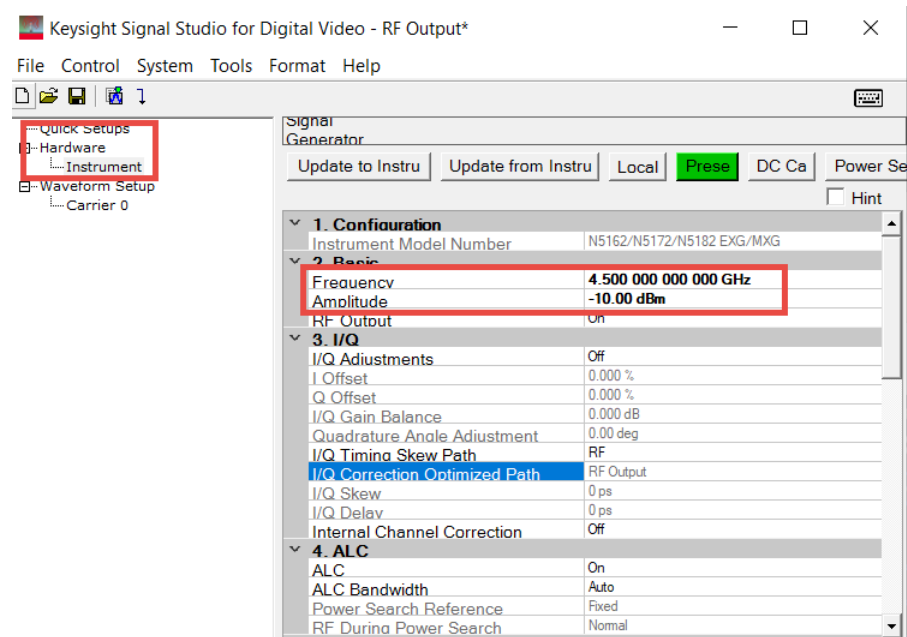 Keysight Signal Studio for Digital Video - RF Output*
File Control System Tools Format Help
Quick Setups
Hardware
Instrument
Waveform Setup
Carrier 0
Signal
Generator
Update to Instru Update from Instru Local Prese DC Ca Power Se
Hint
1. Configuration
Instrument Model Number N5162/N5172/N5182 EXG/MXG
2. Basic
Frequency 4.500 000 000 000 GHz
Amplitude -10.00 dBm
RF Output On
3. I/Q
I/Q Adjustments Off
I Offset 0.000 %
Q Offset 0.000 %
I/Q Gain Balance 0.000 dB
Quadrature Angle Adjustment 0.00 deg
I/Q Timing Skew Path RF
I/Q Correction Optimized Path RF Output
I/Q Skew 0 ps
I/Q Delay 0 ps
Internal Channel Correction Off
4. ALC
ALC On
ALC Bandwidth Auto
Power Search Reference Fixed
RF During Power Search Normal